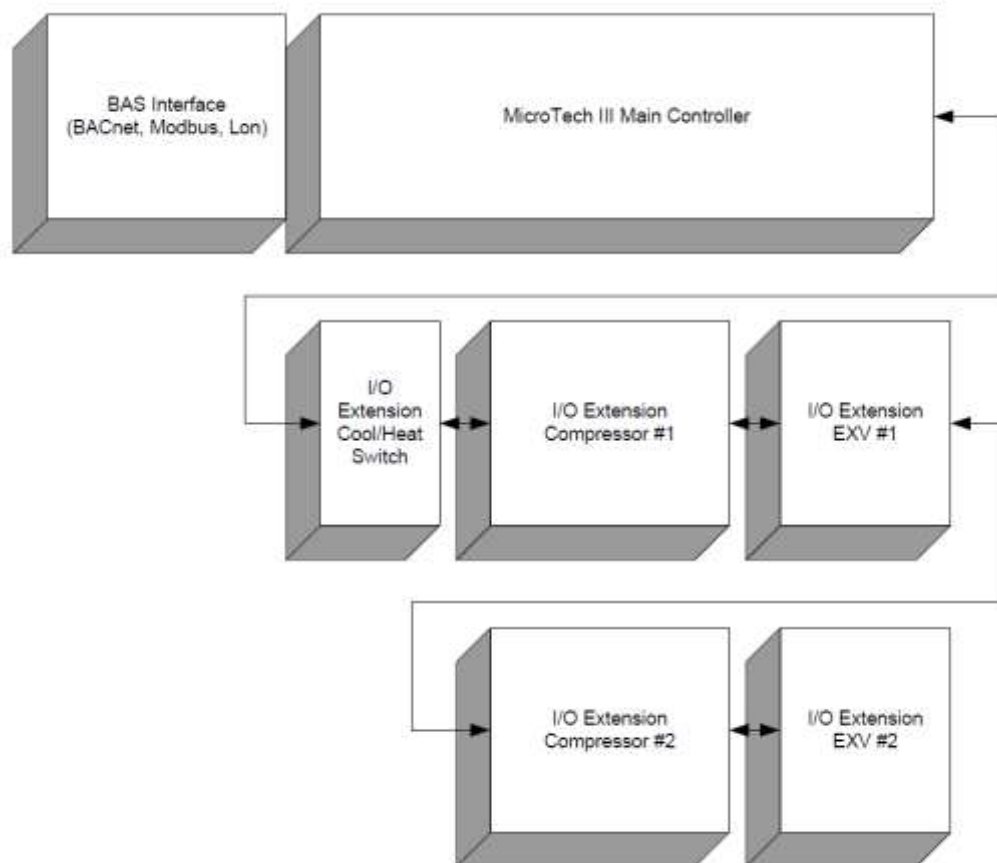 BAS Interface
(BACnet, Modbus, Lon)
MicroTech III Main Controller
I/O
Extension
Cool/Heat
Switch
I/O Extension
Compressor #1
I/O Extension
EXV #1
I/O Extension
Compressor #2
I/O Extension
EXV #2